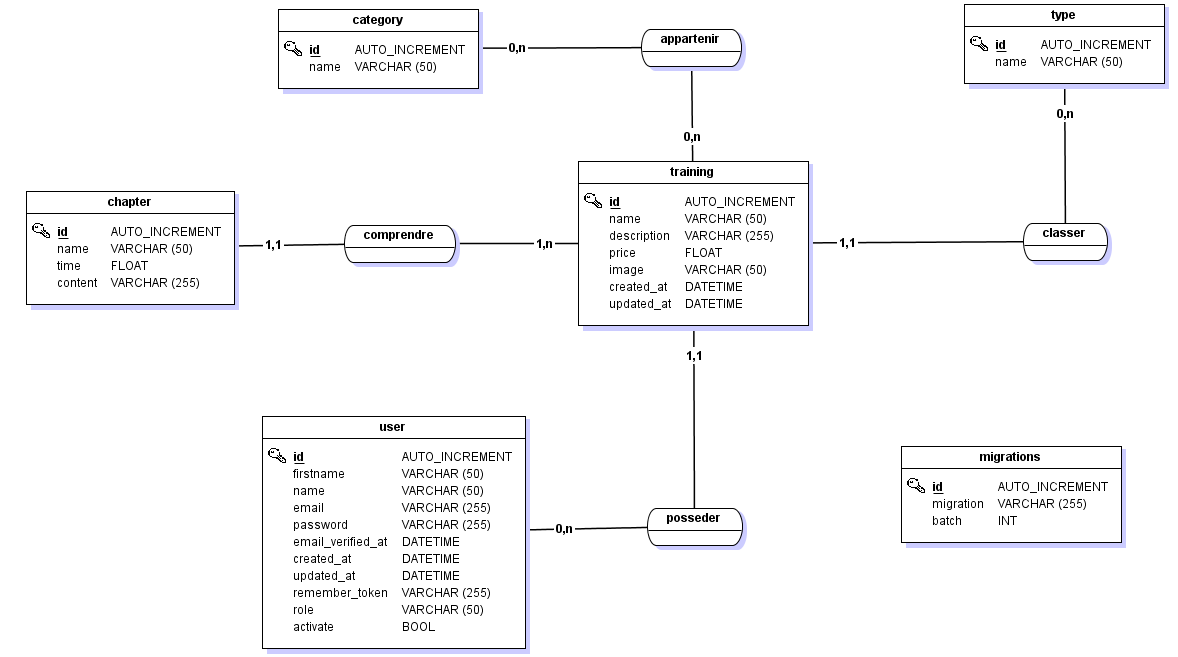 category
id AUTO_INCREMENT
name VARCHAR (50)
0,n
appartenir
type
id AUTO_INCREMENT
name VARCHAR (50)
0,n
0,n
chapter
id AUTO_INCREMENT
name VARCHAR (50)
time FLOAT
content VARCHAR (255)
1,1
comprendre
1,n
training
id AUTO_INCREMENT
name VARCHAR (50)
description VARCHAR (255)
price FLOAT
image VARCHAR (50)
created_at DATETIME
updated_at DATETIME
1,1
classer
1,1
user
id AUTO_INCREMENT
firstname VARCHAR (50)
name VARCHAR (50)
email VARCHAR (255)
password VARCHAR (255)
email_verified_at DATETIME
created_at DATETIME
updated_at DATETIME
remember_token VARCHAR (255)
role VARCHAR (50)
activate BOOL
0,n
posseder
migrations
id AUTO_INCREMENT
migration VARCHAR (255)
batch INT